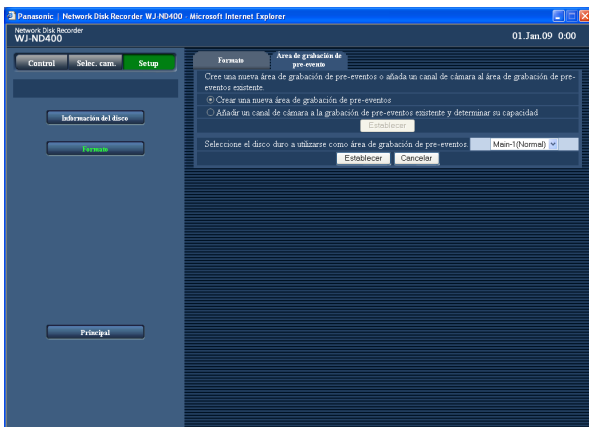 Panasonic | Network Disk Recorder WJ-ND400 - Microsoft Internet Explorer
Network Disk Recorder
WJ-ND400
01.Jan.09 0:00
Control Selec. cam. Setup
Información del disco
Formato
Principal
Formato
Area de grabación de
pre-evento
Cree una nueva área de grabación de pre-eventos o añada un canal de cámara al área de grabación de pre-
eventos existente.
Crear una nueva área de grabación de pre-eventos
Añadir un canal de cámara a la grabación de pre-eventos existente y determinar su capacidad
Establecer
Seleccione el disco duro a utilizarse como área de grabación de pre-eventos. Main-1(Normal)
Establecer Cancelar